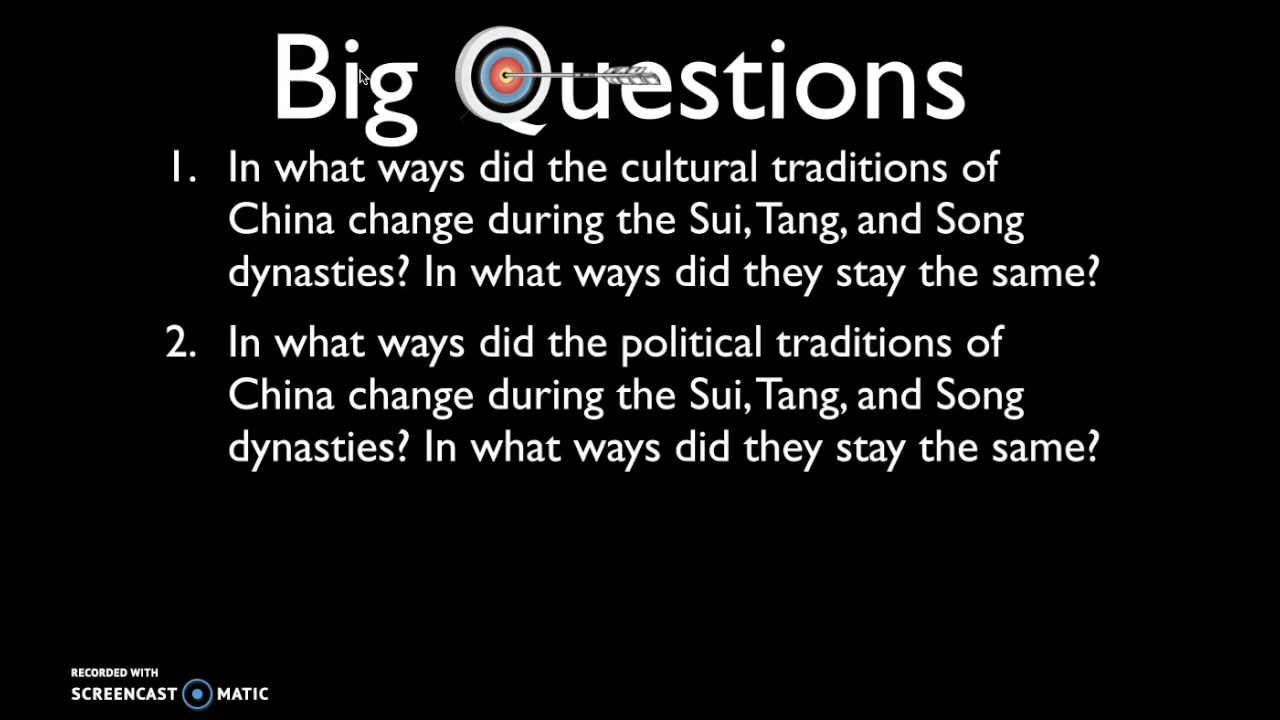 Big Questions
1. In what ways did the cultural traditions of
China change during the Sui, Tang, and Song
dynasties? In what ways did they stay the same?
2. In what ways did the political traditions of
China change during the Sui, Tang, and Song
dynasties? In what ways did they stay the same?
RECORDED WITH
SCREENCAST MATIC